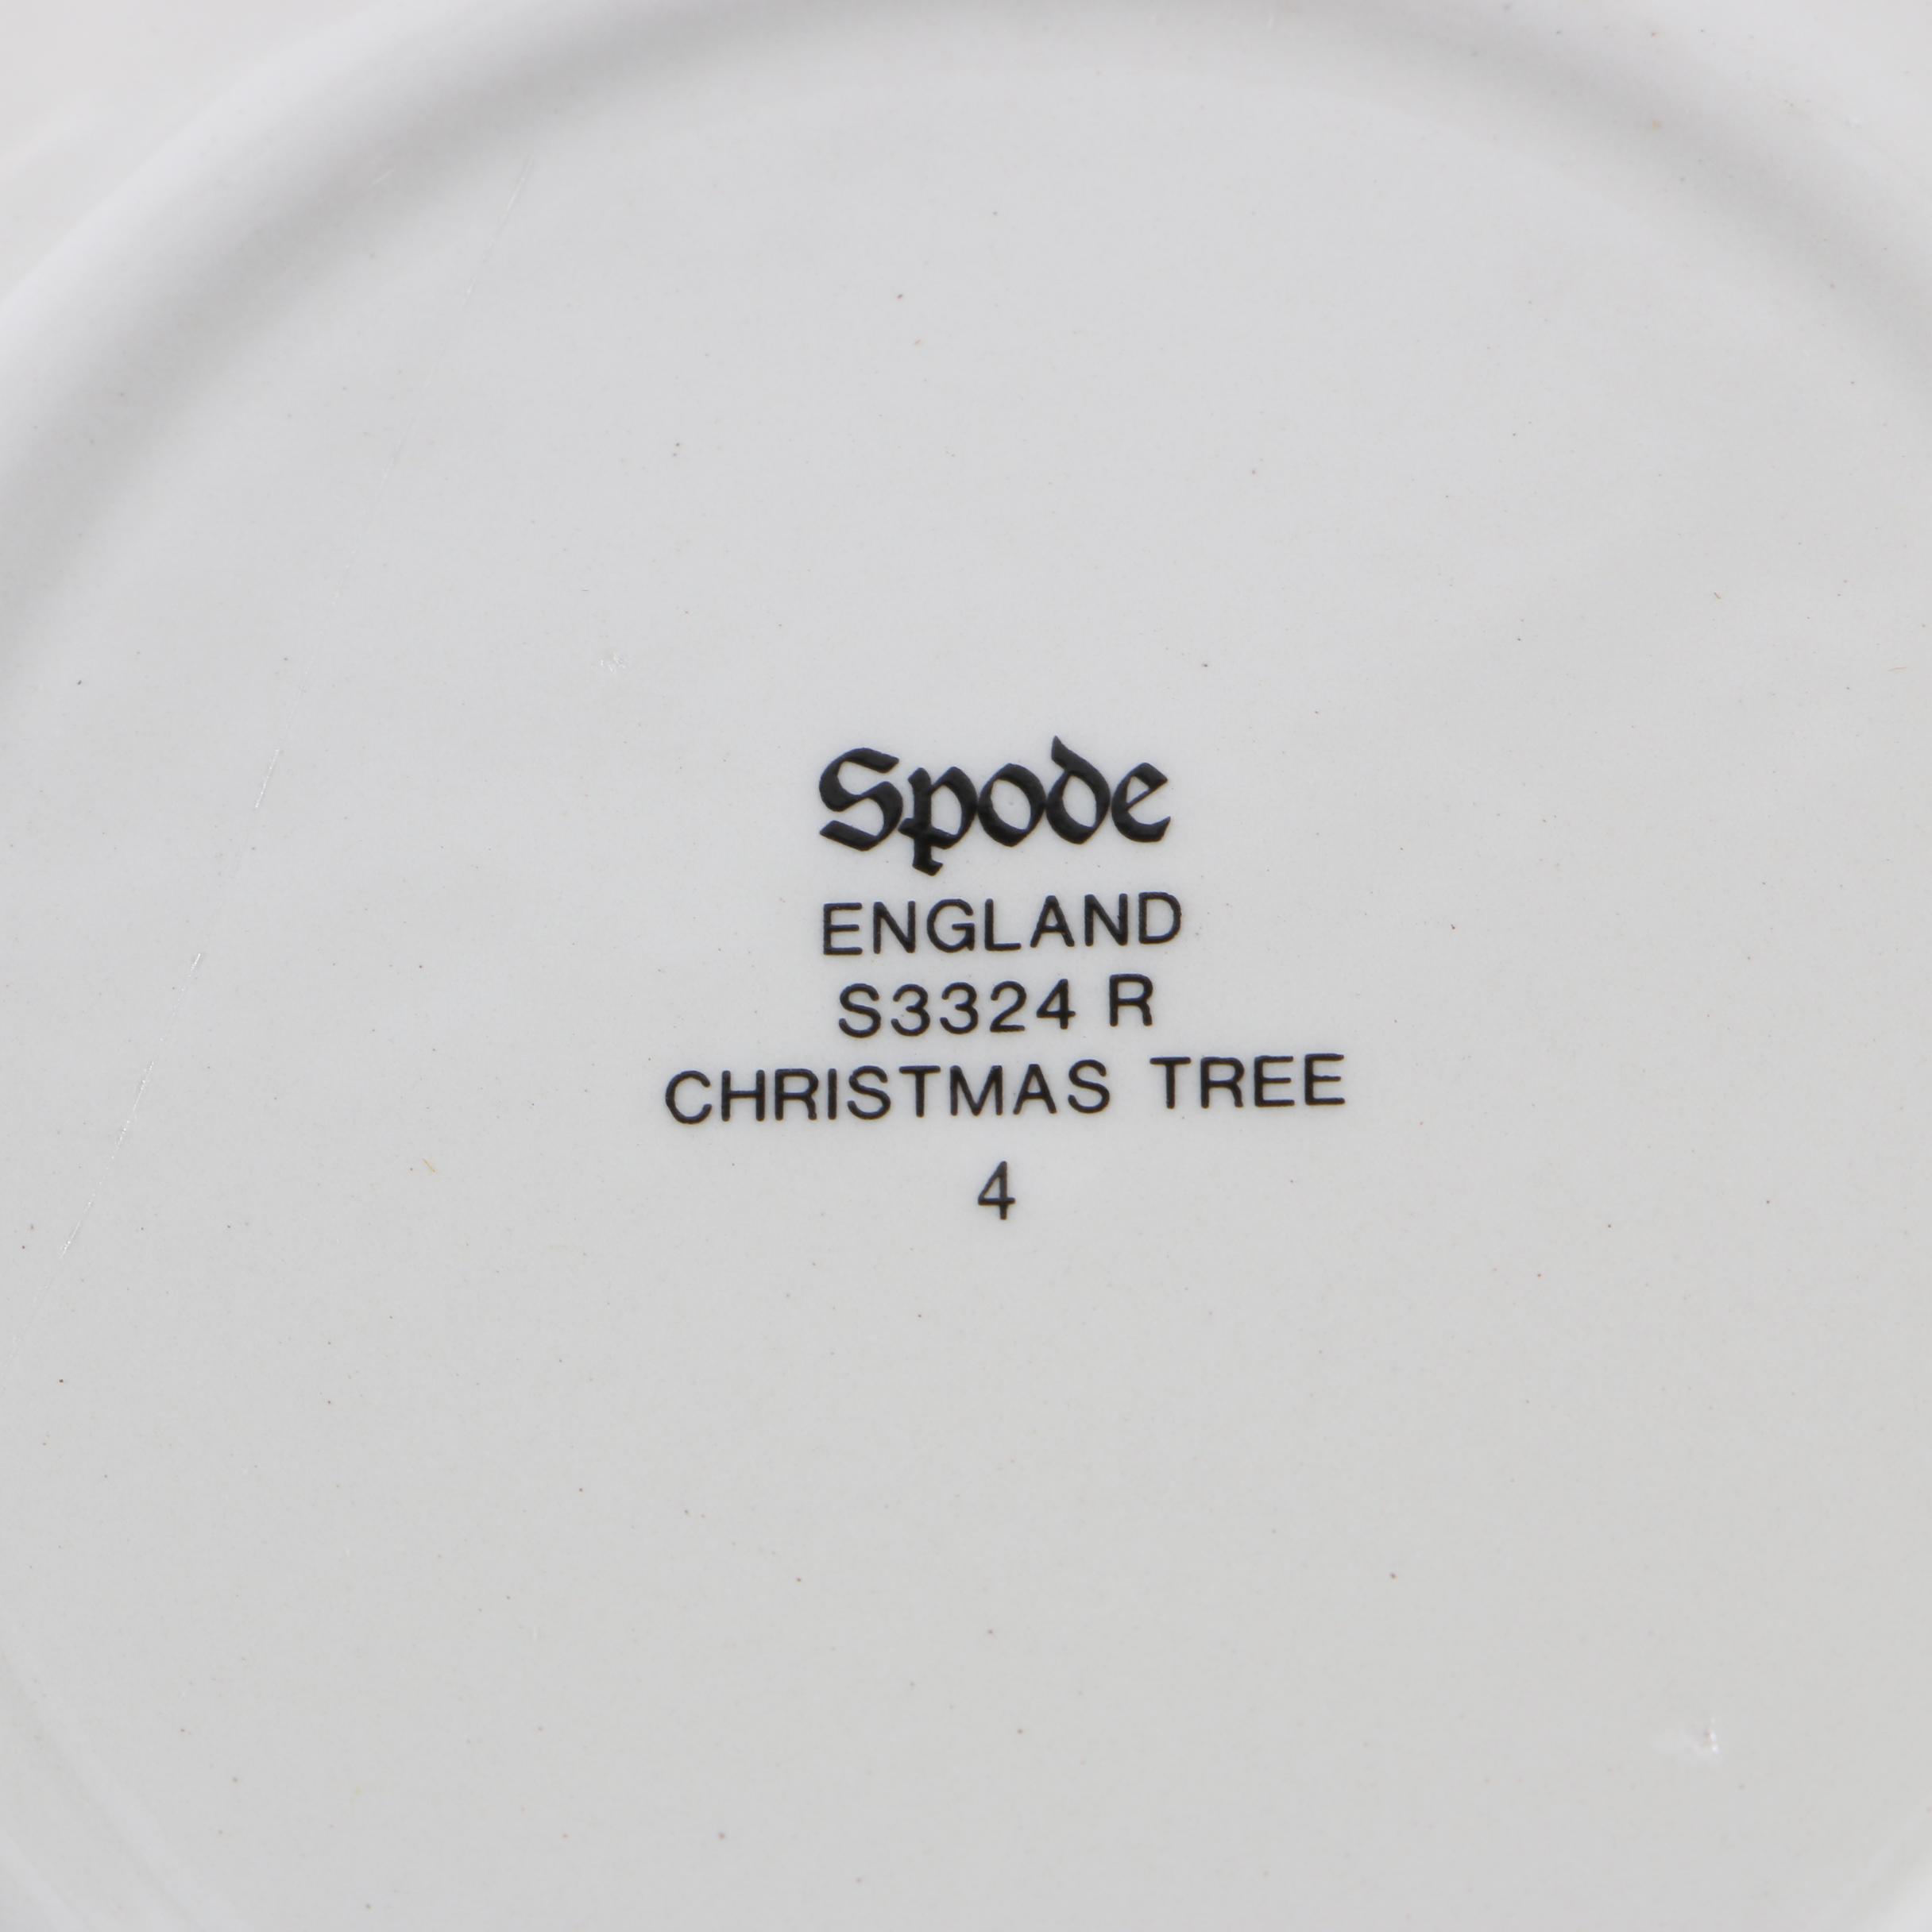 Spode
ENGLAND
S3324 R
CHRISTMAS TREE
4